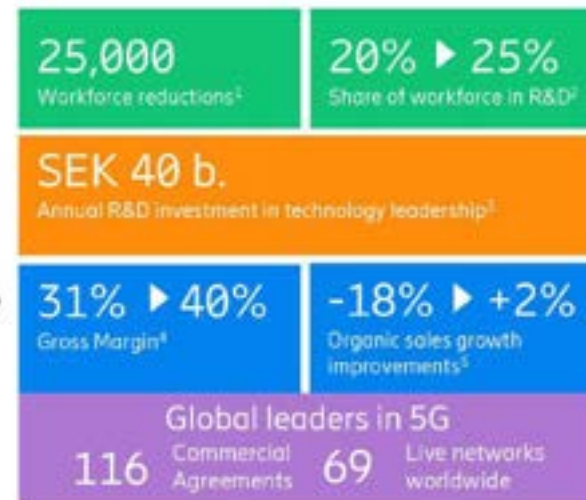 25,000
Workforce reductions¹
20% ▶ 25%
Share of workforce in R&D²
SEK 40 b.
Annual R&D investment in technology leadership³
31% ▶ 40%
Gross Margin⁴
-18% ▶ +2%
Organic sales growth
improvements⁵
Global leaders in 5G
116 Commercial
Agreements
69 Live networks
worldwide